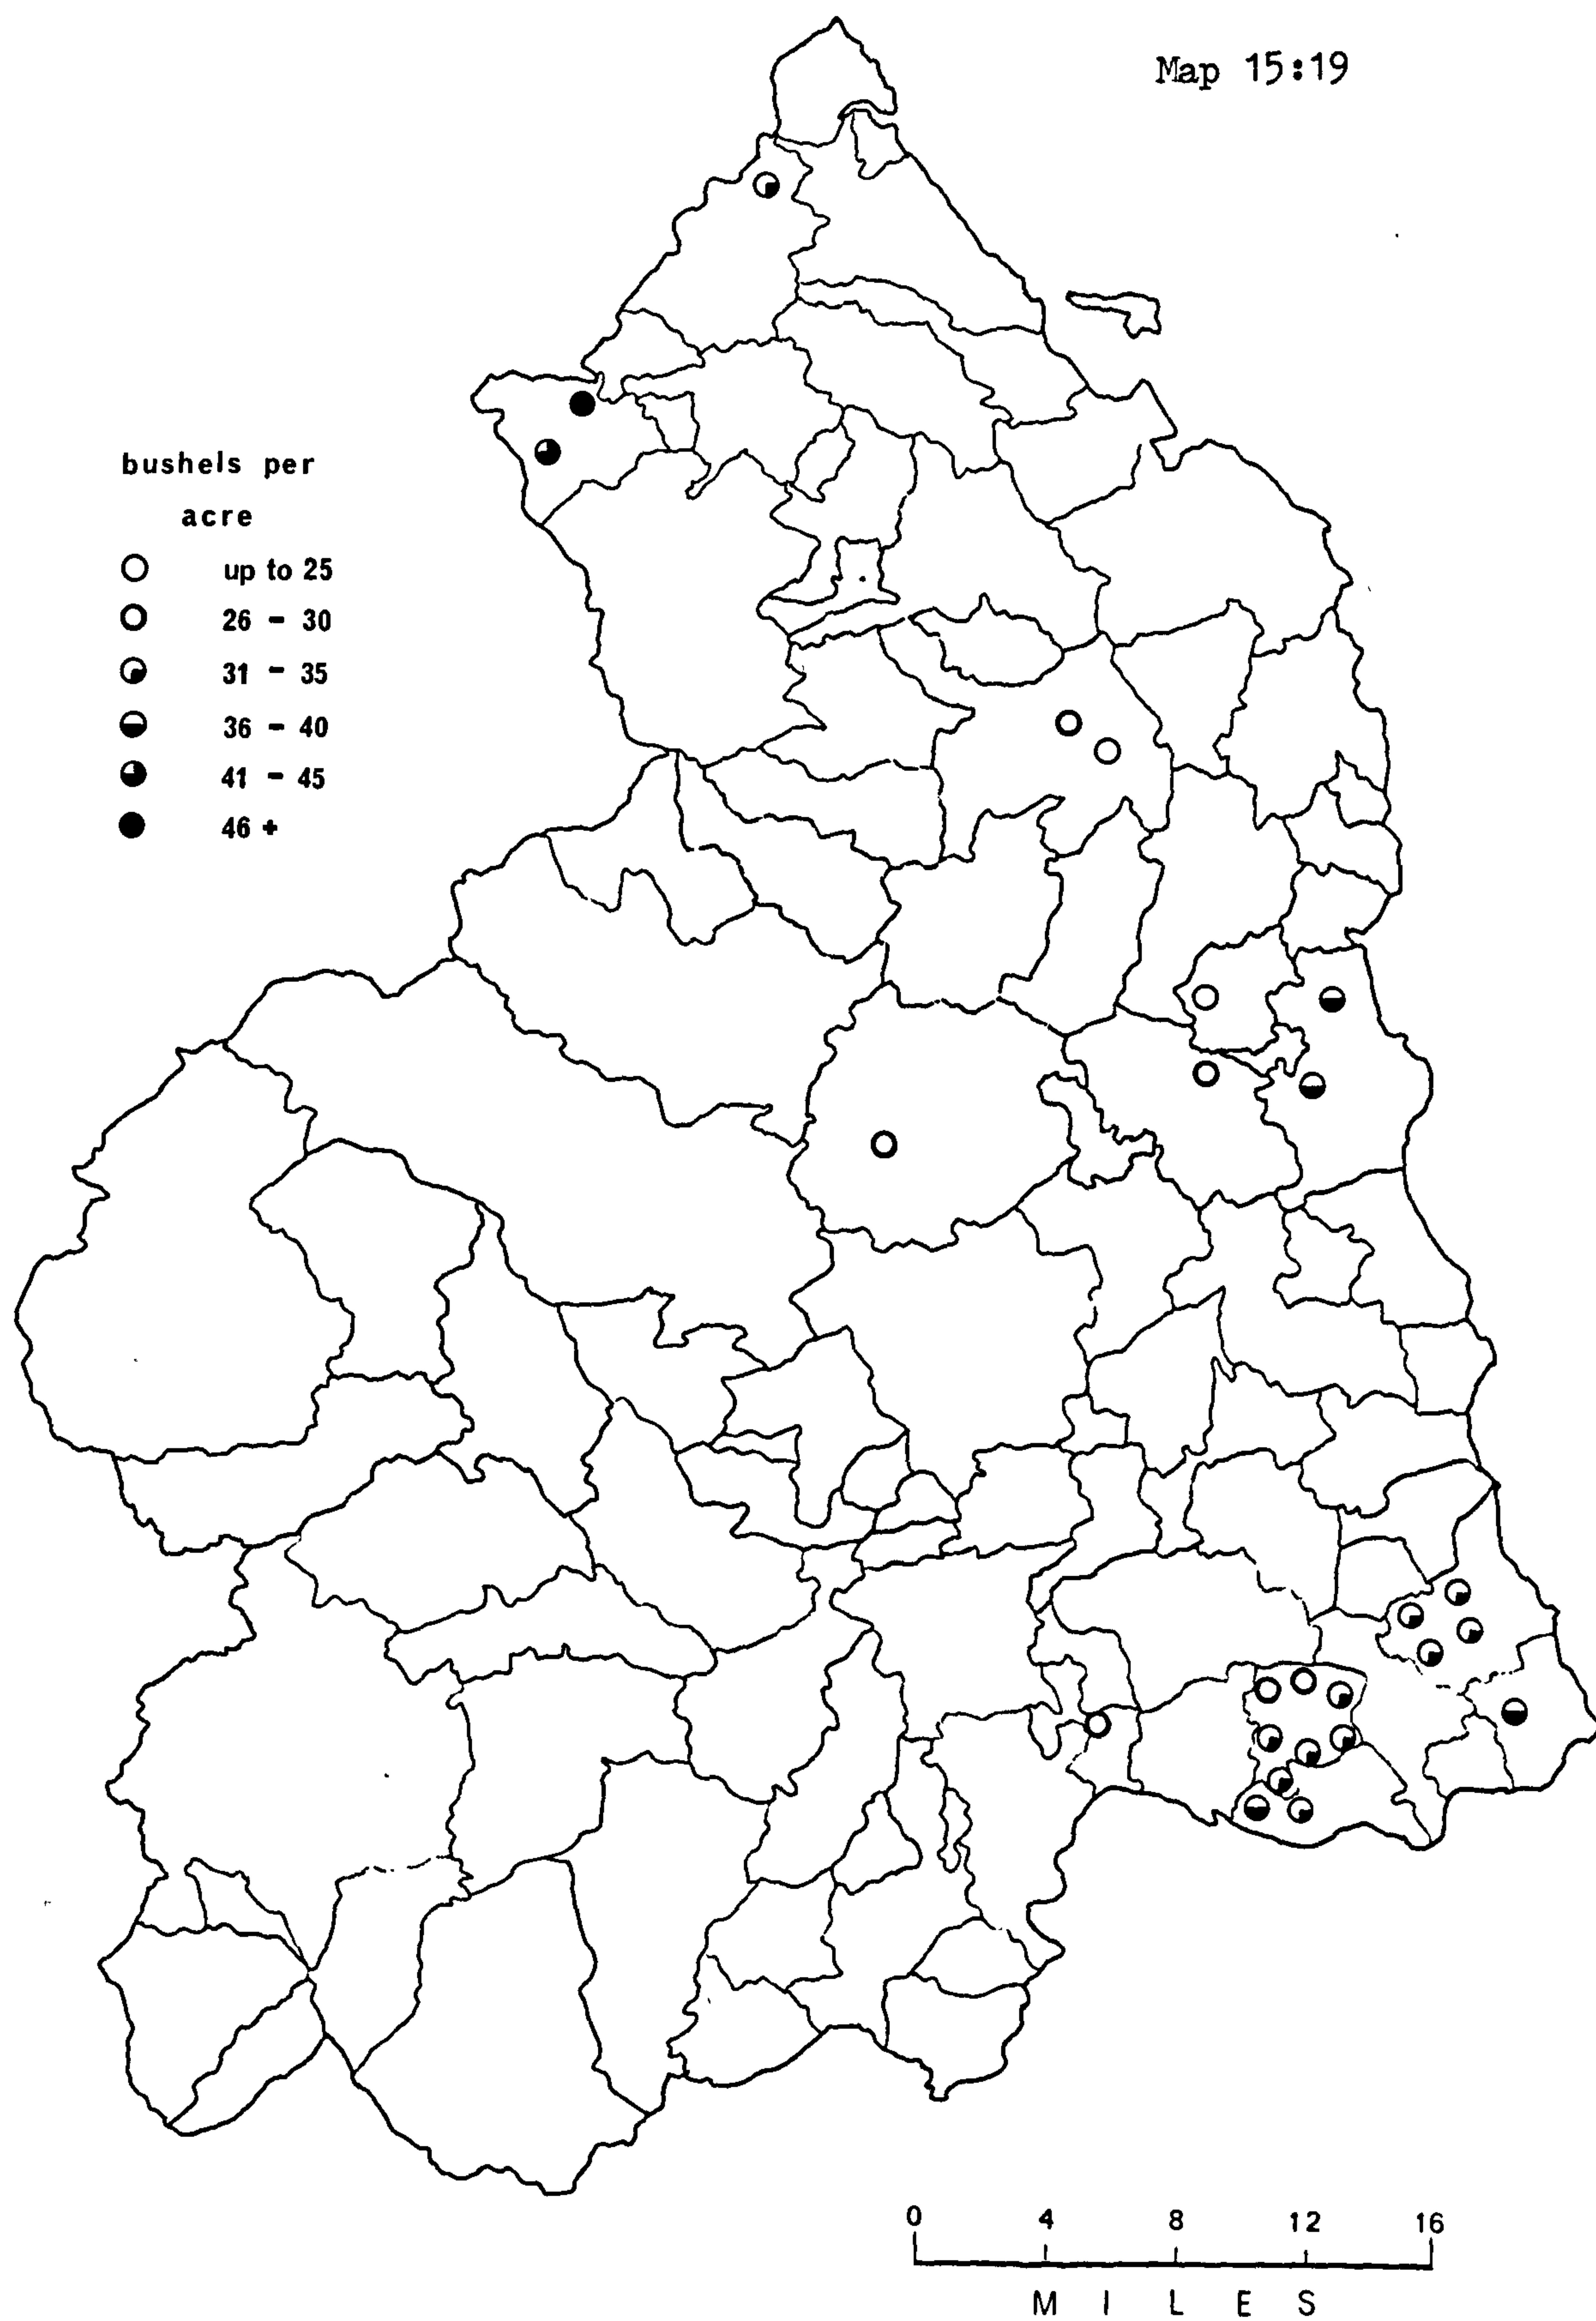 Map 15:19
bushels per
acre
up to 25
26 - 30
31 - 35
36 - 40
41 - 45
46 +
0 4 8 12 16
M I L E S